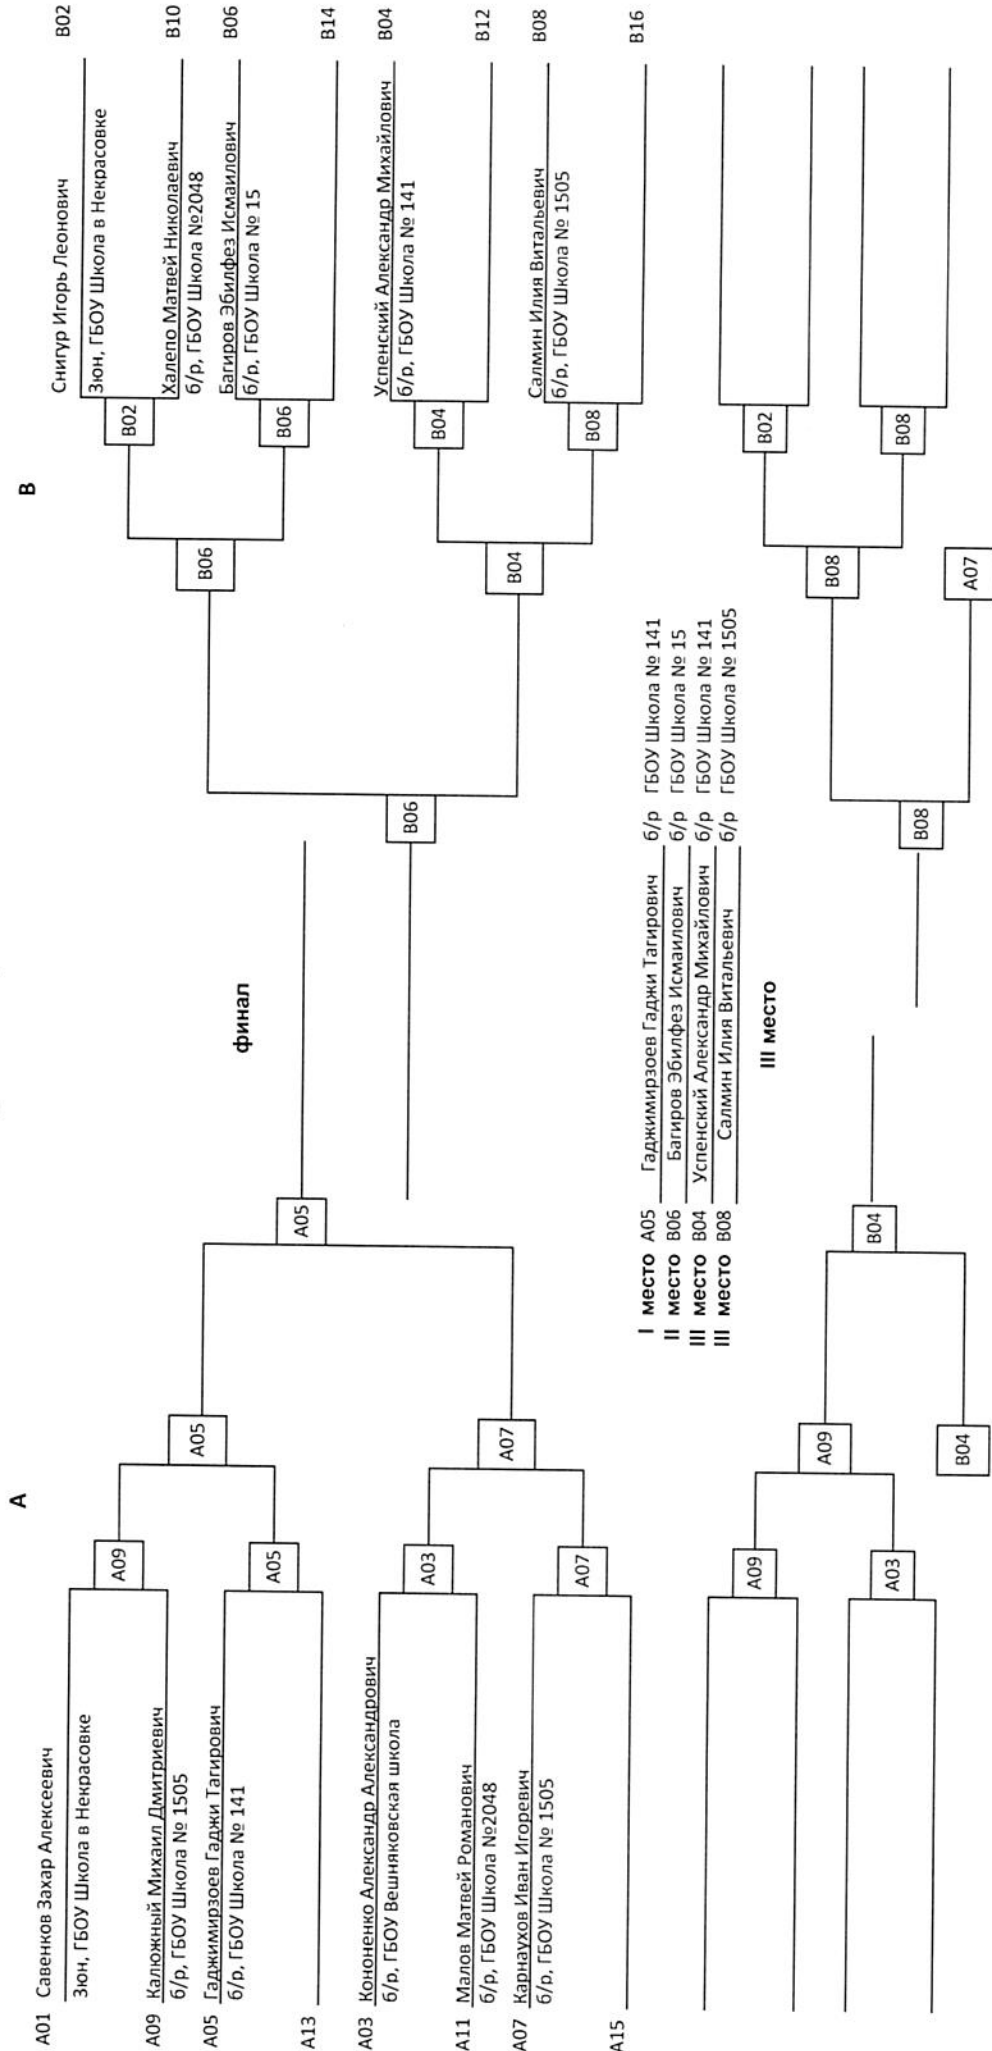 A
B
A01 Савенков Захар Алексеевич
3юн, ГБОУ Школа в Некрасовке
A09
A09 Калюжный Михаил Дмитриевич
б/р, ГБОУ Школа № 1505
A05
A05 Гаджимирзоев Гаджи Тагирович
б/р, ГБОУ Школа № 141
A05
A13
A05
A03 Кононенко Александр Александрович
б/р, ГБОУ Вешняковская школа
A03
A11 Малов Матвей Романович
б/р, ГБОУ Школа №2048
A07
A07 Карнаухов Иван Игоревич
б/р, ГБОУ Школа № 1505
A07
A15
финал
Снигур Игорь Леонович B02
3юн, ГБОУ Школа в Некрасовке
B02
Халепо Матвей Николаевич B10
б/р, ГБОУ Школа №2048
B06
Багиров Эбилфез Исмаилович B06
б/р, ГБОУ Школа № 15
B06
B14
B06
Успенский Александр Михайлович B04
б/р, ГБОУ Школа № 141
B04
B12
B04
Салмин Илия Витальевич B08
б/р, ГБОУ Школа № 1505
B08
B16
I место A05 Гаджимирзоев Гаджи Тагирович б/р ГБОУ Школа № 141
II место B06 Багиров Эбилфез Исмаилович б/р ГБОУ Школа № 15
III место B04 Успенский Александр Михайлович б/р ГБОУ Школа № 141
III место B08 Салмин Илия Витальевич б/р ГБОУ Школа № 1505
III место
A09
A09
A03
B04
B04
B02
B08
B08
B08
A07